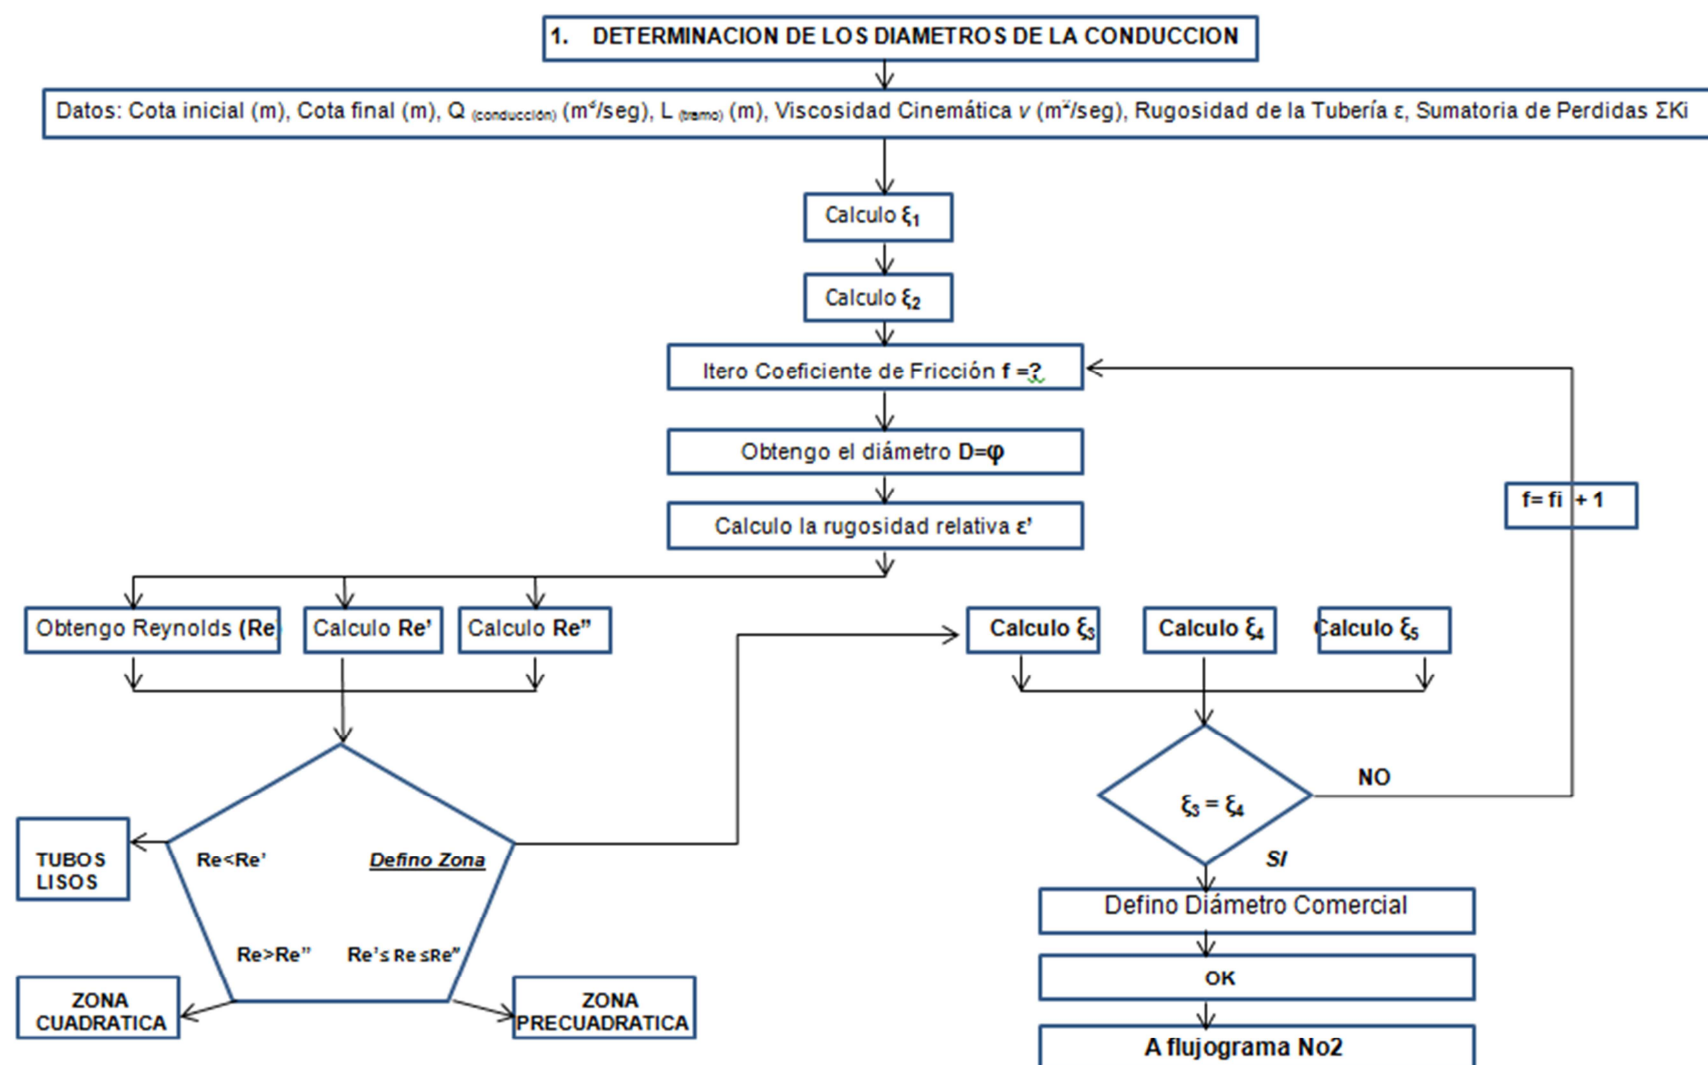 1. DETERMINACION DE LOS DIAMETROS DE LA CONDUCCION
Datos: Cota inicial (m), Cota final (m), Q (conducción) (m³/seg), L (tramo) (m), Viscosidad Cinemática v (m²/seg), Rugosidad de la Tubería ε, Sumatoria de Perdidas ΣKi
Calculo ξ1
Calculo ξ2
Itero Coeficiente de Fricción f =?
Obtengo el diámetro D=φ
f= fi + 1
Calculo la rugosidad relativa ε’
Obtengo Reynolds (Re)
Calculo Re’
Calculo Re”
Calculo ξ3
Calculo ξ4
Calculo ξ5
NO
ξ3 = ξ4
SI
TUBOS
LISOS
Re<Re’
Defino Zona
Re>Re”
Re’≤ Re ≤Re”
ZONA
CUADRATICA
ZONA
PRECUADRATICA
Defino Diámetro Comercial
OK
A flujograma No2